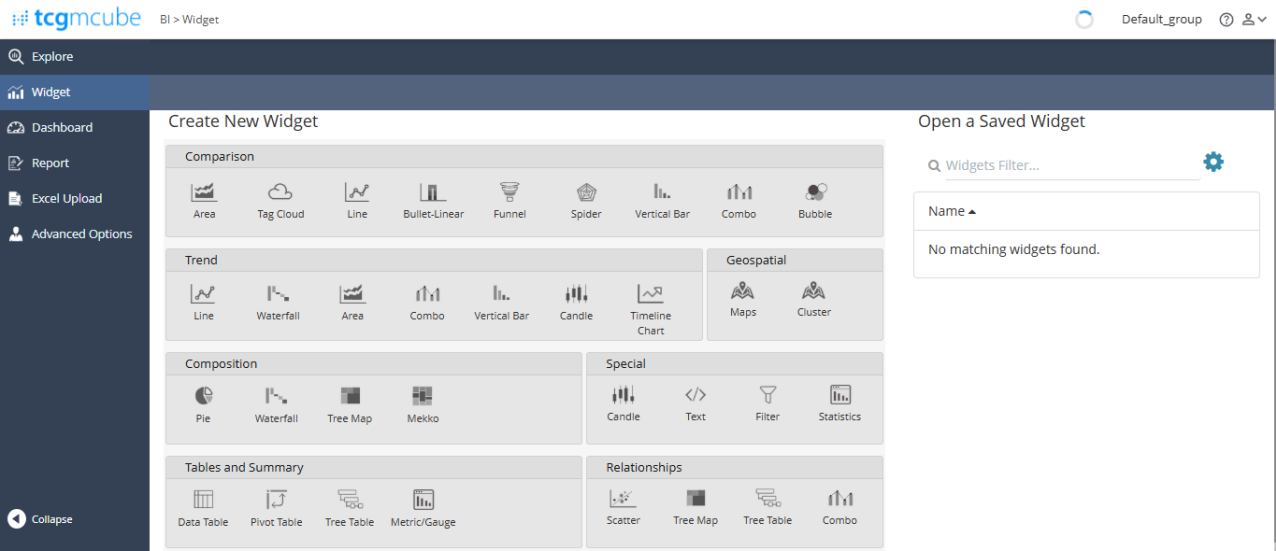 tcgmcube
BI > Widget
Default_group
Explore
Widget
Dashboard
Report
Excel Upload
Advanced Options
Collapse
Create New Widget
Comparison
Area
Tag Cloud
Line
Bullet-Linear
Funnel
Spider
Vertical Bar
Combo
Bubble
Trend
Line
Waterfall
Area
Combo
Vertical Bar
Candle
Timeline
Chart
Geospatial
Maps
Cluster
Composition
Pie
Waterfall
Tree Map
Mekko
Special
Candle
Text
Filter
Statistics
Tables and Summary
Data Table
Pivot Table
Tree Table
Metric/Gauge
Relationships
Scatter
Tree Map
Tree Table
Combo
Open a Saved Widget
Widgets Filter...
Name
No matching widgets found.